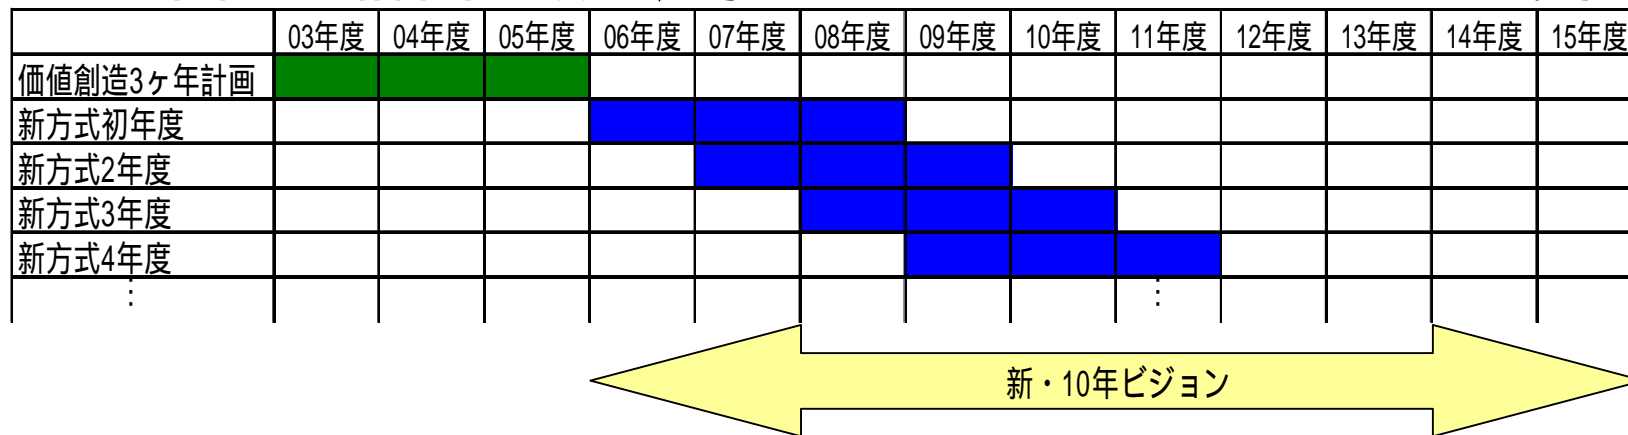 03年度 04年度 05年度 06年度 07年度 08年度 09年度 10年度 11年度 12年度 13年度 14年度 15年度
価値創造3ヶ年計画
新方式初年度
新方式2年度
新方式3年度
新方式4年度
⋮ ⋮
新・10年ビジョン